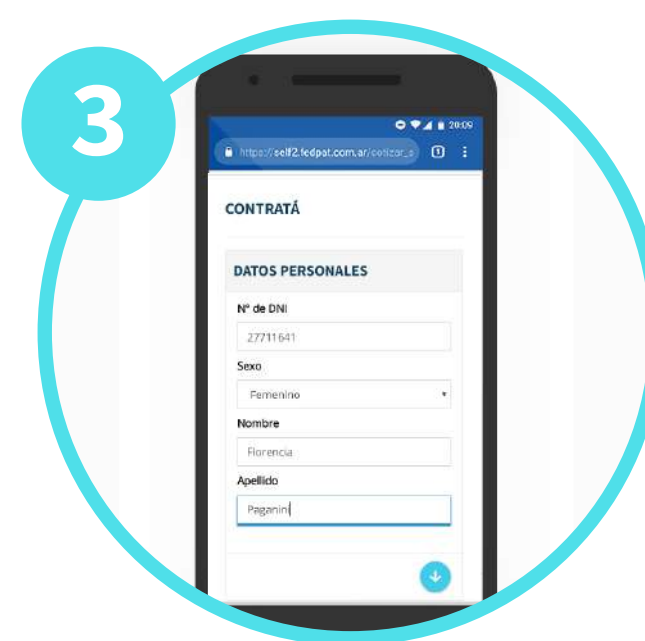 3
20:09
https://self2.fedpat.com.ar/cotizar_s
CONTRATÁ
DATOS PERSONALES
N° de DNI
27711641
Sexo
Femenino
Nombre
Florencia
Apellido
Paganini